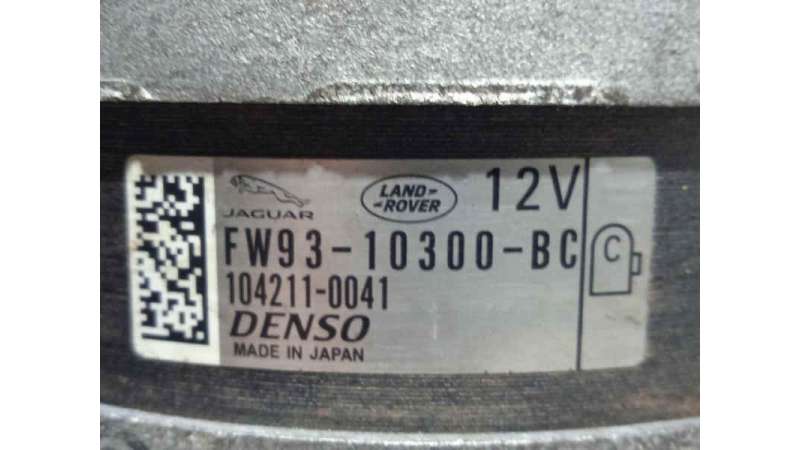 JAGUAR
LAND-
-ROVER
12V
FW93-10300-BC
C
104211-0041
DENSO
MADE IN JAPAN